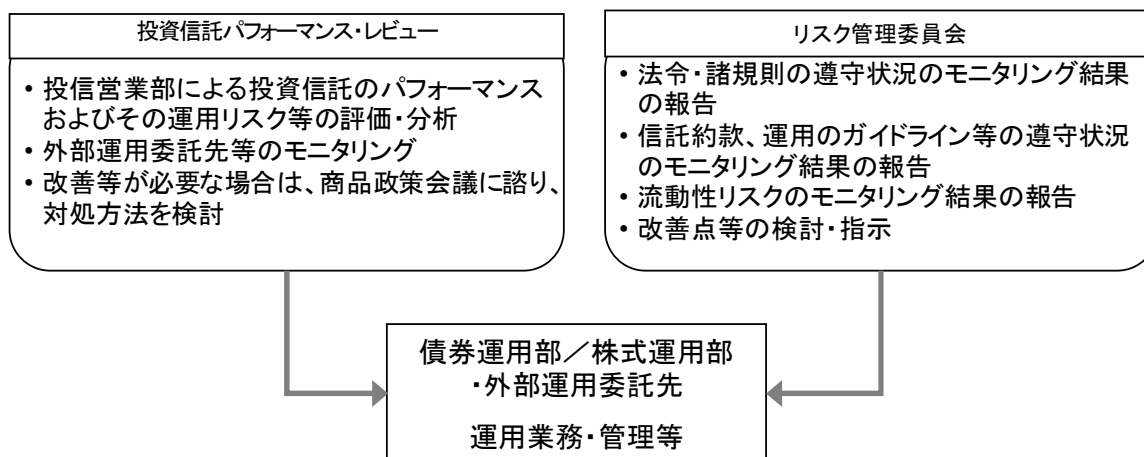 投資信託パフォーマンス・レビュー
• 投信営業部による投資信託のパフォーマンス
およびその運用リスク等の評価・分析
• 外部運用委託先等のモニタリング
• 改善等が必要な場合は、商品政策会議に諮り、
対処方法を検討
リスク管理委員会
• 法令・諸規則の遵守状況のモニタリング結果
の報告
• 信託約款、運用のガイドライン等の遵守状況
のモニタリング結果の報告
• 流動性リスクのモニタリング結果の報告
• 改善点等の検討・指示
債券運用部／株式運用部
・外部運用委託先
運用業務・管理等